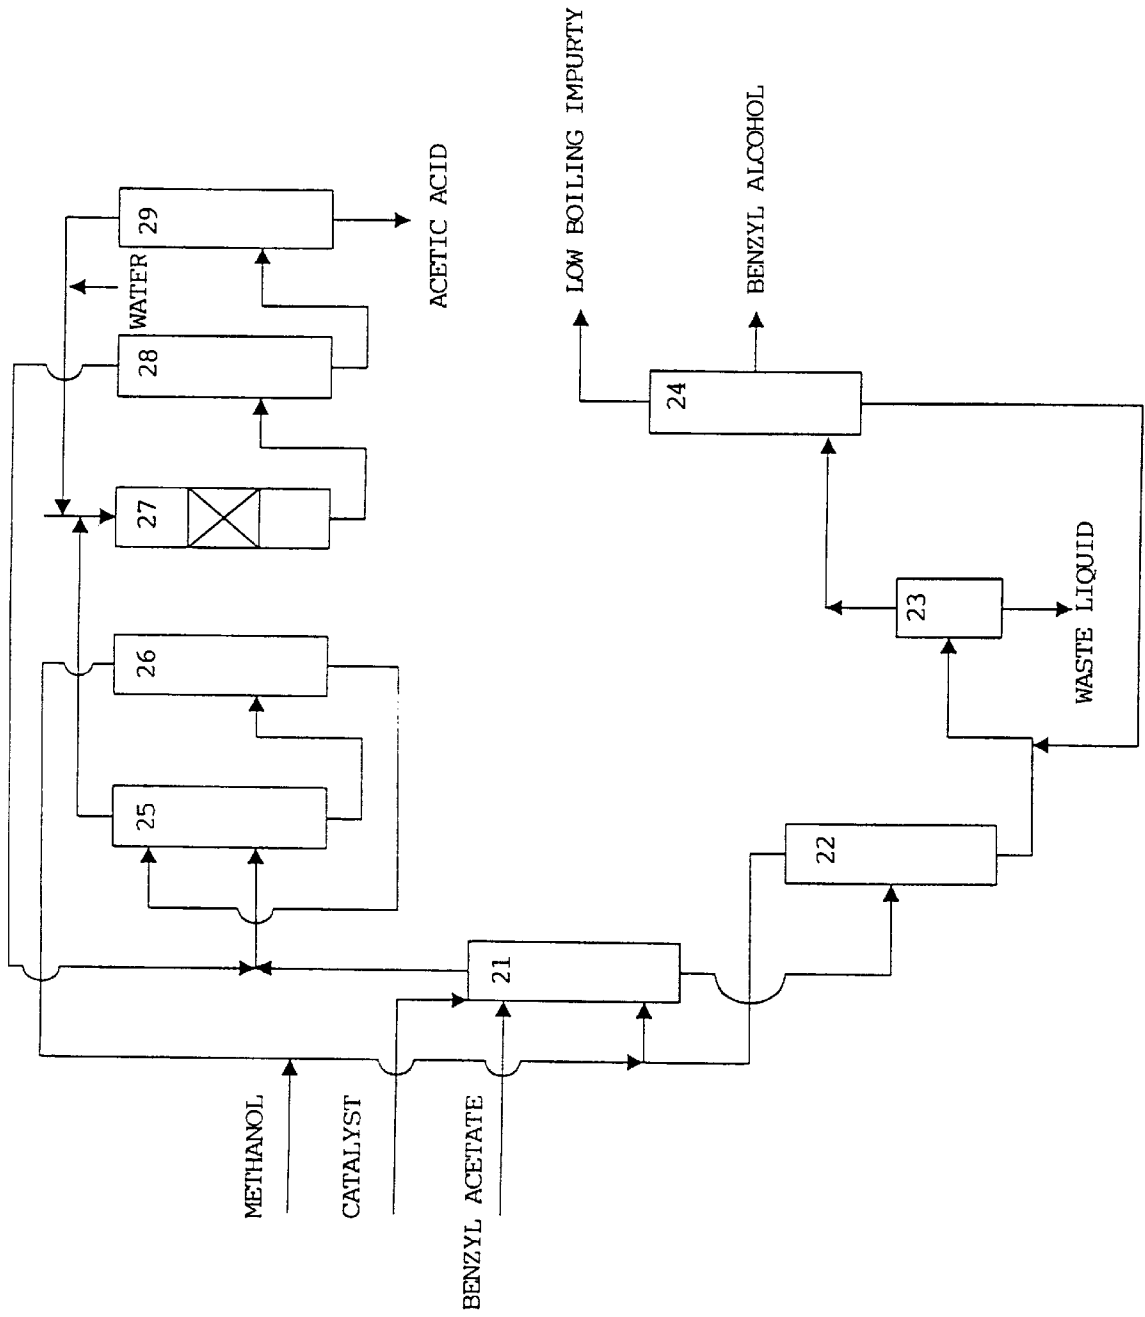 METHANOL
CATALYST
BENZYL ACETATE
21
22
23
24
25
26
27
28
29
WATER
ACETIC ACID
LOW BOILING IMPURTY
BENZYL ALCOHOL
WASTE LIQUID